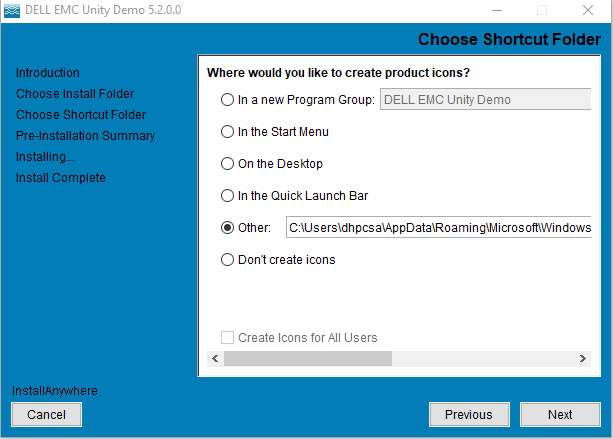 DELL EMC Unity Demo 5.2.0.0
Choose Shortcut Folder
Introduction
Choose Install Folder
Choose Shortcut Folder
Pre-Installation Summary
Installing...
Install Complete
Where would you like to create product icons?
In a new Program Group: DELL EMC Unity Demo
In the Start Menu
On the Desktop
In the Quick Launch Bar
Other: C:\Users\dhpcsa\AppData\Roaming\Microsoft\Windows
Don't create icons
Create Icons for All Users
InstallAnywhere
Cancel
Previous
Next